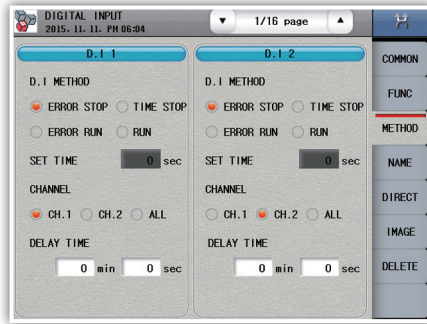 DIGITAL INPUT
2015. 11. 11. PM 06:04
1/16 page
D.I 1
D.I METHOD
ERROR STOP TIME STOP
ERROR RUN RUN
SET TIME 0 sec
CHANNEL
CH.1 CH.2 ALL
DELAY TIME
0 min 0 sec
D.I 2
D.I METHOD
ERROR STOP TIME STOP
ERROR RUN RUN
SET TIME 0 sec
CHANNEL
CH.1 CH.2 ALL
DELAY TIME
0 min 0 sec
COMMON
FUNC
METHOD
NAME
DIRECT
IMAGE
DELETE